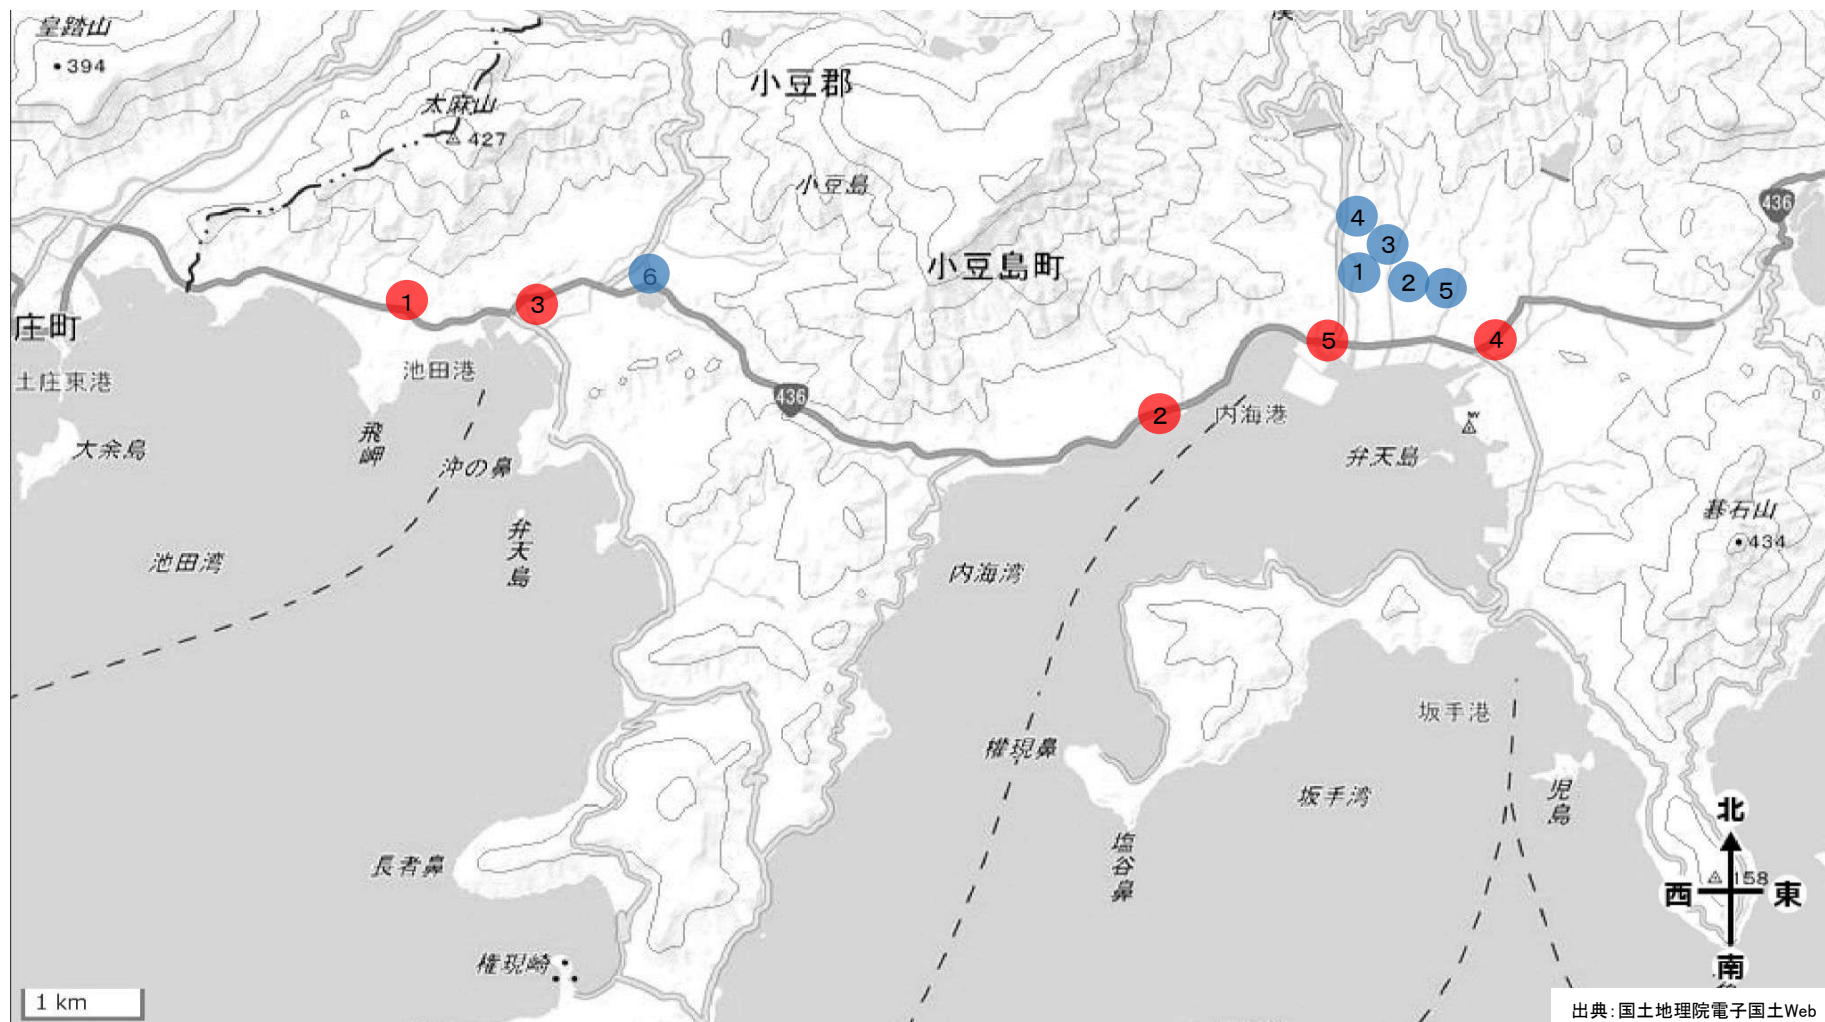 皇踏山
394
太麻山
427
小豆郡
小豆島
436
4
3
小豆島町
1
6
2
5
1
3
庄町
5
4
池田港
土庄東港
436
2
内海港
飛岬
大余島
沖の鼻
弁天島
弁天島
碁石山
434
池田湾
内海湾
坂手港
権現鼻
坂手湾
児島
北
塩谷鼻
長者鼻
158
西
東
権現崎
南
1 km
出典：国土地理院電子国土Web